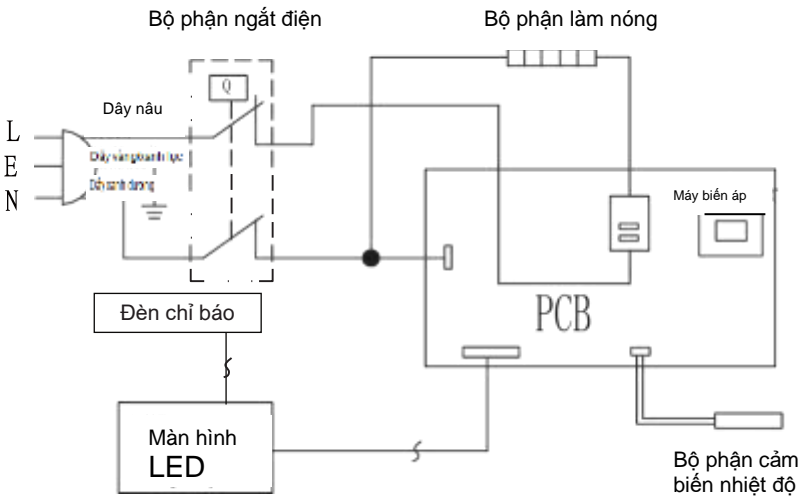 Bộ phận ngắt điện
Bộ phận làm nóng
Q
Dây nâu
L
E
N
Máy biến áp
PCB
Đèn chỉ báo
Màn hình
LED
Bộ phận cảm
biến nhiệt độ